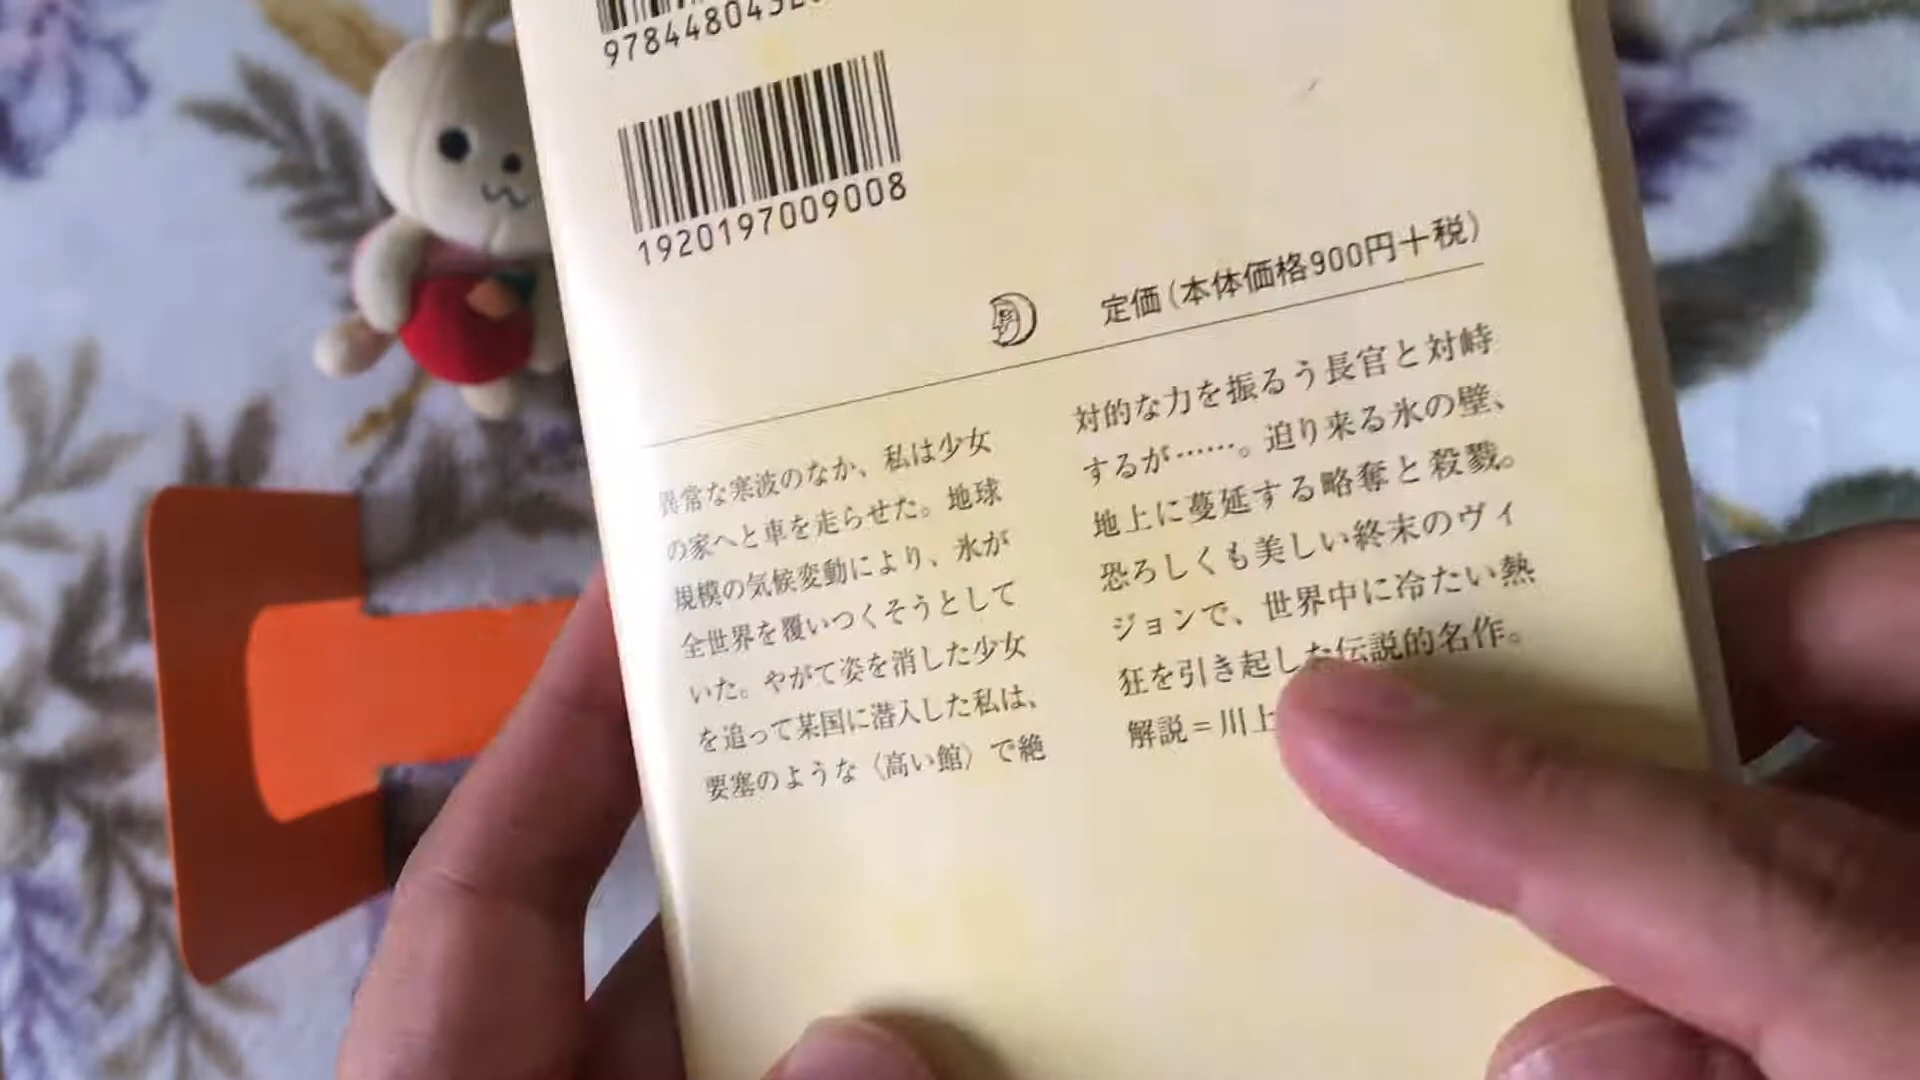 9784480432
1920197009008
定価(本体価格900円+税)
異常な寒波のなか、私は少女
の家へと車を走らせた。地球
規模の気候変動により、氷が
全世界を覆いつくそうとして
いた。やがて姿を消した少女
を追って某国に潜入した私は、
要塞のような〈高い館〉で絶
対的な力を振るう長官と対峙
するが……。迫り来る氷の壁、
地上に蔓延する略奪と殺戮。
恐ろしくも美しい終末のヴィ
ジョンで、世界中に冷たい熱
狂を引き起した伝説的名作。
解説=川上